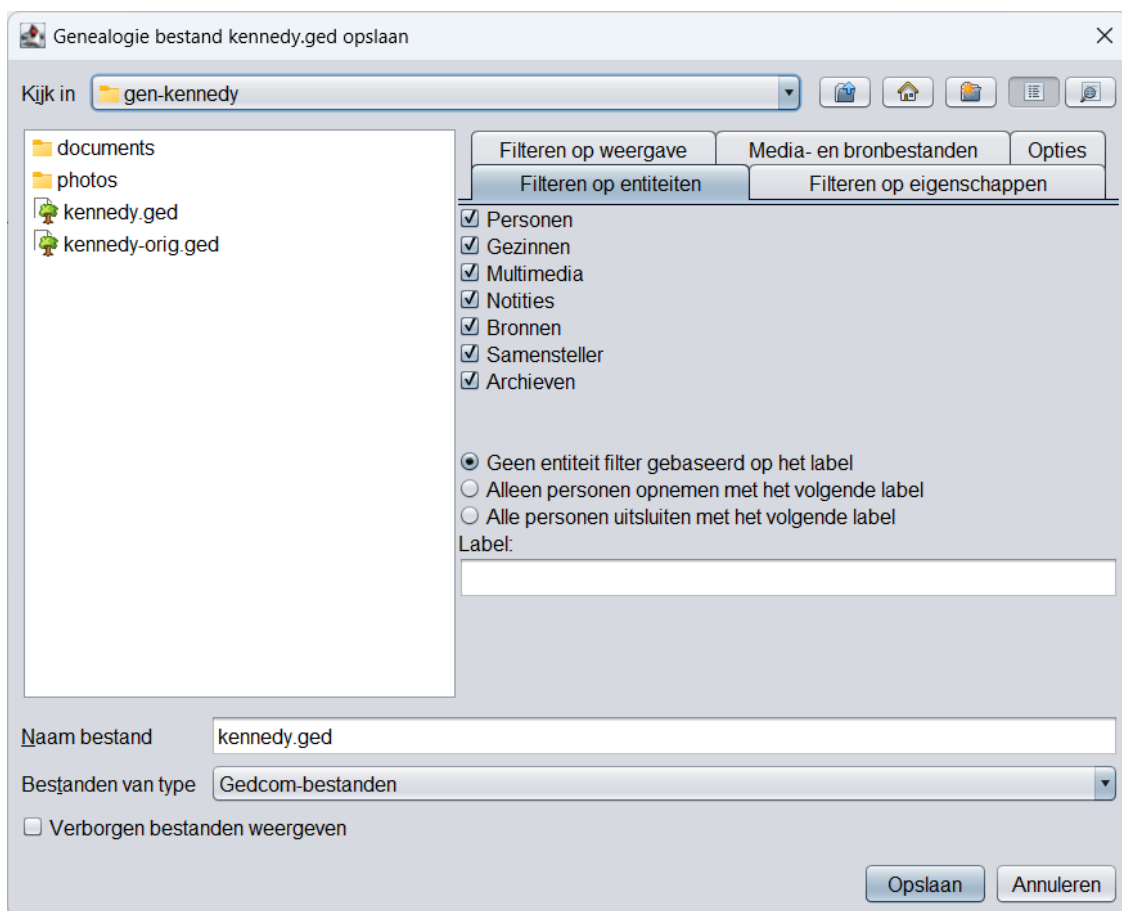 Genealogie bestand kennedy.ged opslaan
Kijk in gen-kennedy
documents
photos
kennedy.ged
kennedy-orig.ged
Filteren op weergave Media- en bronbestanden Opties
Filteren op entiteiten Filteren op eigenschappen
Personen
Gezinnen
Multimedia
Notities
Bronnen
Samensteller
Archieven
Geen entiteit filter gebaseerd op het label
Alleen personen opnemen met het volgende label
Alle personen uitsluiten met het volgende label
Label:
Naam bestand kennedy.ged
Bestanden van type Gedcom-bestanden
Verborgen bestanden weergeven
Opslaan Annuleren